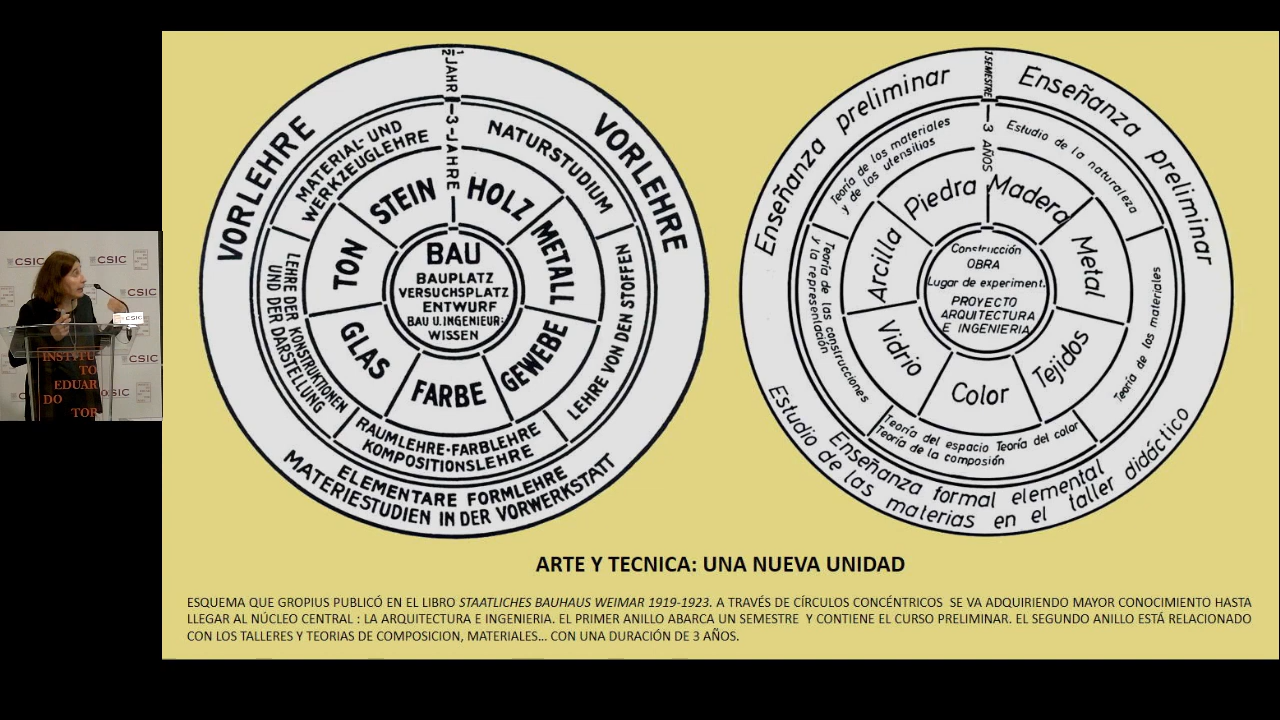 VORLEHRE
1/2 JAHR
VORLEHRE
MATERIAL- UND
WERKZEUGLEHRE
3 JAHRE
NATURSTUDIUM
LEHRE VON DEN STOFFEN
RAUMLEHRE-FARBLEHRE
KOMPOSITIONSLEHRE
LEHRE DER KONSTRUKTIONEN
UND DER DARSTELLUNG
ELEMENTARE FORMLEHRE
MATERIESTUDIEN IN DER VORWERKSTATT
STEIN
HOLZ
METALL
GEWEBE
FARBE
GLAS
TON
BAU
BAUPLATZ
VERSUCHSPLATZ
ENTWURF
BAU U.INGENIEUR:
WISSEN
Enseñanza preliminar
1 SEMESTRE
Enseñanza preliminar
Teoría de los materiales
y de los utensilios
3 AÑOS
Estudio de la naturaleza
Teoría de los materiales
Teoría del espacio Teoría del color
Teoría de la composión
Teoría de las construcciones
y la representación
Enseñanza formal elemental
Estudio de las materias en el taller didáctico
Piedra
Madera
Metal
Tejidos
Color
Vidrio
Arcilla
Construcción
OBRA
Lugar de experiment.
PROYECTO
ARQUITECTURA
E INGENIERIA
CSIC
CSIC
CSIC
CSIC
CSIC
CSIC
INSTITU
TO
EDUAR
DO TOR
ARTE Y TECNICA: UNA NUEVA UNIDAD
ESQUEMA QUE GROPIUS PUBLICÓ EN EL LIBRO STAATLICHES BAUHAUS WEIMAR 1919-1923. A TRAVÉS DE CÍRCULOS CONCÉNTRICOS SE VA ADQUIRIENDO MAYOR CONOCIMIENTO HASTA
LLEGAR AL NÚCLEO CENTRAL : LA ARQUITECTURA E INGENIERIA. EL PRIMER ANILLO ABARCA UN SEMESTRE Y CONTIENE EL CURSO PRELIMINAR. EL SEGUNDO ANILLO ESTÁ RELACIONADO
CON LOS TALLERES Y TEORIAS DE COMPOSICION, MATERIALES... CON UNA DURACIÓN DE 3 AÑOS.